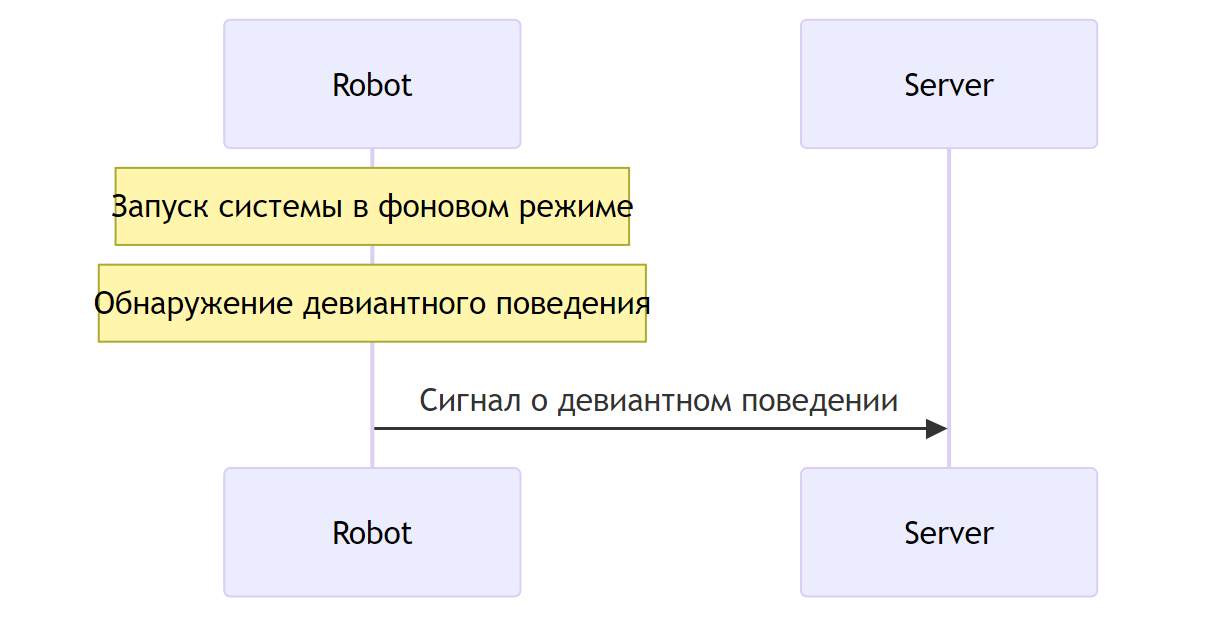 Robot
Server
Запуск системы в фоновом режиме
Обнаружение девиантного поведения
Сигнал о девиантном поведении
Robot
Server